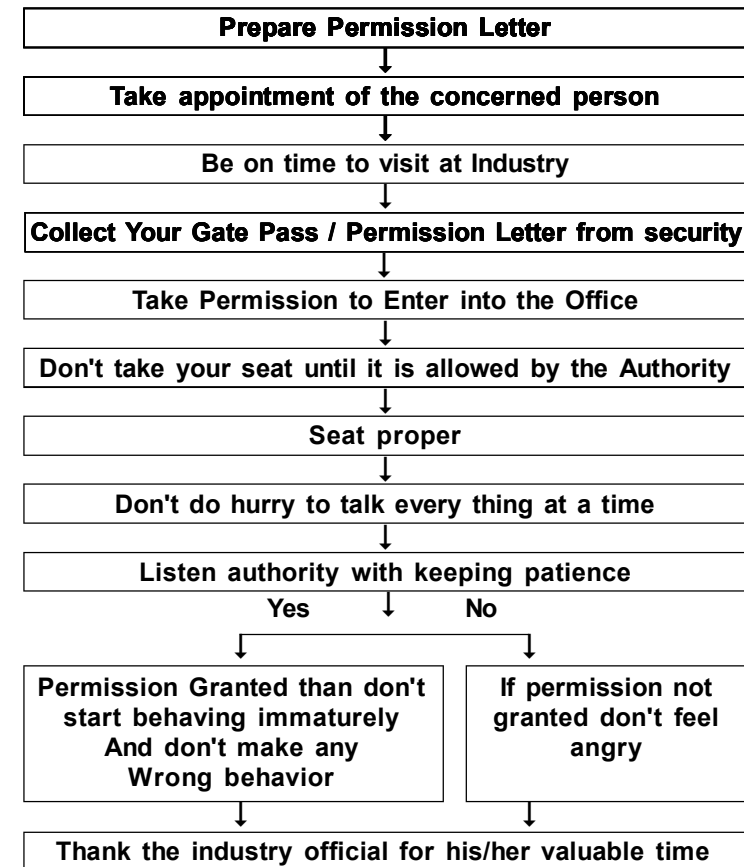 Prepare Permission Letter
Take appointment of the concerned person
Be on time to visit at Industry
Collect Your Gate Pass / Permission Letter from security
Take Permission to Enter into the Office
Don't take your seat until it is allowed by the Authority
Seat proper
Don't do hurry to talk every thing at a time
Listen authority with keeping patience
Yes No
Permission Granted than don't
start behaving immaturely
And don't make any
Wrong behavior
If permission not
granted don't feel
angry
Thank the industry official for his/her valuable time